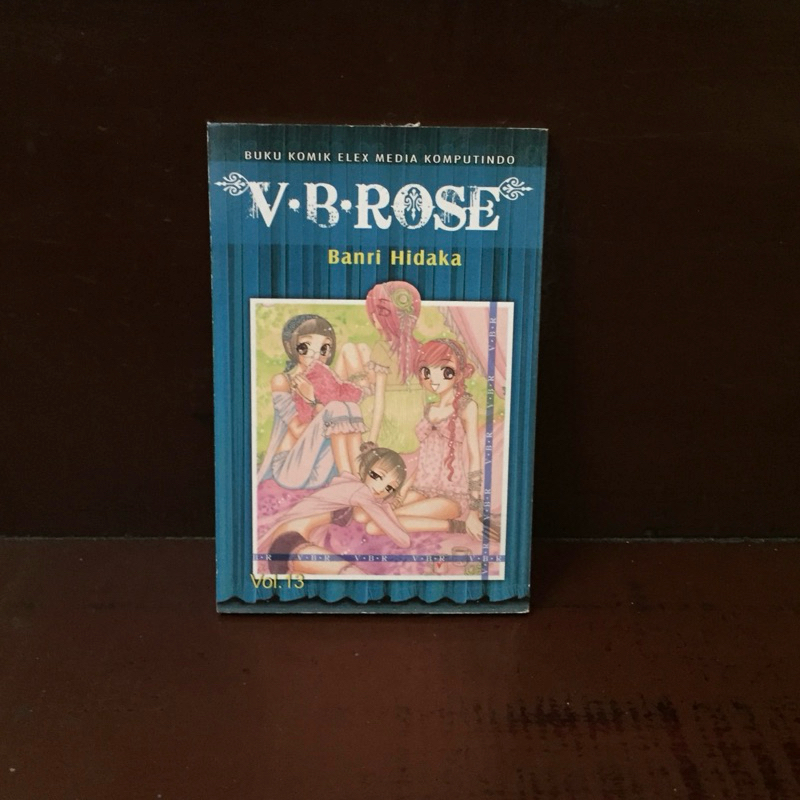 BUKU KOMIK ELEX MEDIA KOMPUTINDO
V·B·ROSE
Banri Hidaka
V·B·R
V·B·R
V·B·R
V·B·R
V·B·R V·B·R V·B·R
Vol.13